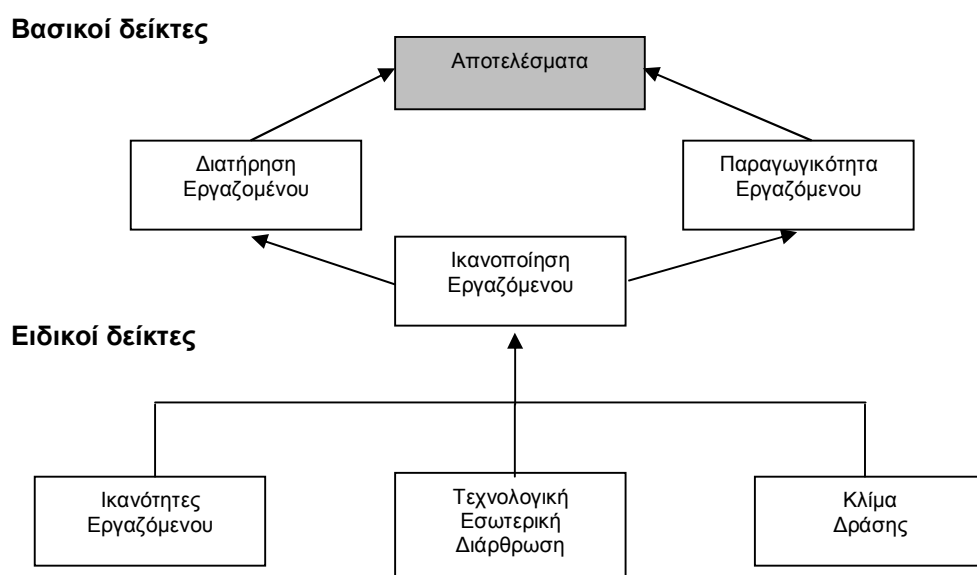 Βασικοί δείκτες
Αποτελέσματα
Διατήρηση
Εργαζομένου
Παραγωγικότητα
Εργαζόμενου
Ικανοποίηση
Εργαζόμενου
Ειδικοί δείκτες
Ικανότητες
Εργαζόμενου
Τεχνολογική
Εσωτερική
Διάρθρωση
Κλίμα
Δράσης